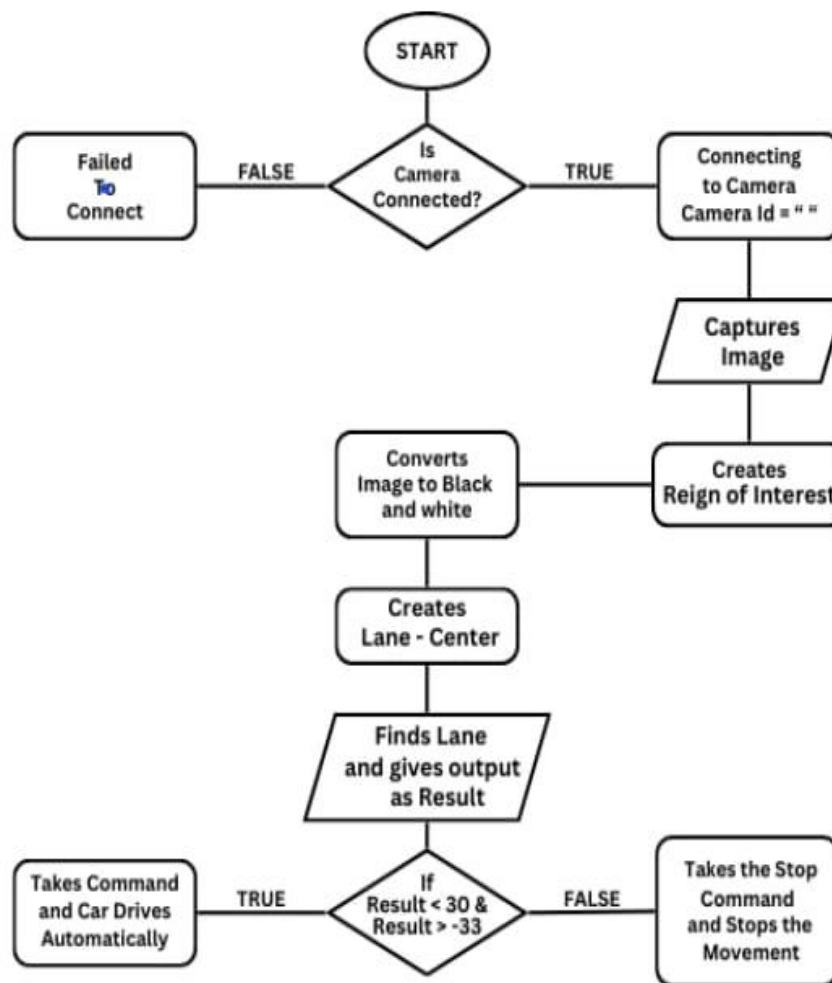 START
Is
Camera
Connected?
FALSE
TRUE
Failed
To
Connect
Connecting
to Camera
Camera Id = “ “
Captures
Image
Creates
Reign of Interest
Converts
Image to Black
and white
Creates
Lane - Center
Finds Lane
and gives output
as Result
If
Result < 30 &
Result > -33
TRUE
FALSE
Takes Command
and Car Drives
Automatically
Takes the Stop
Command
and Stops the
Movement